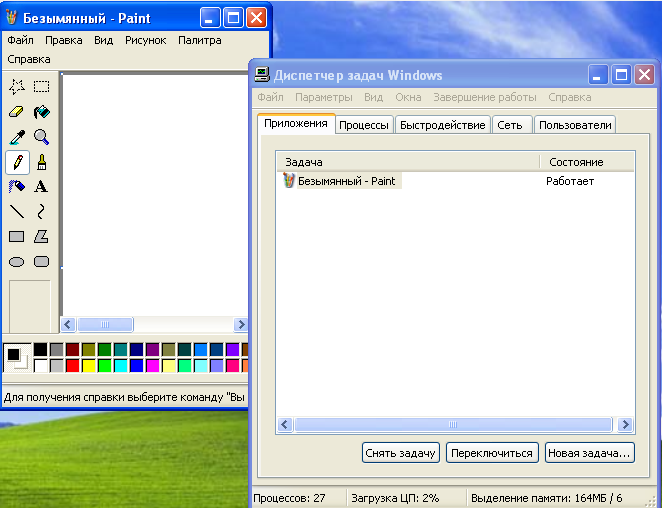 Безымянный - Paint
Файл Правка Вид Рисунок Палитра
Справка
A
Для получения справки выберите команду "Вы
Диспетчер задач Windows
Файл Параметры Вид Окна Завершение работы Справка
Приложения Процессы Быстродействие Сеть Пользователи
Задача Состояние
Безымянный - Paint Работает
Снять задачу Переключиться Новая задача...
Процессов: 27 Загрузка ЦП: 2% Выделение памяти: 164МБ / 6